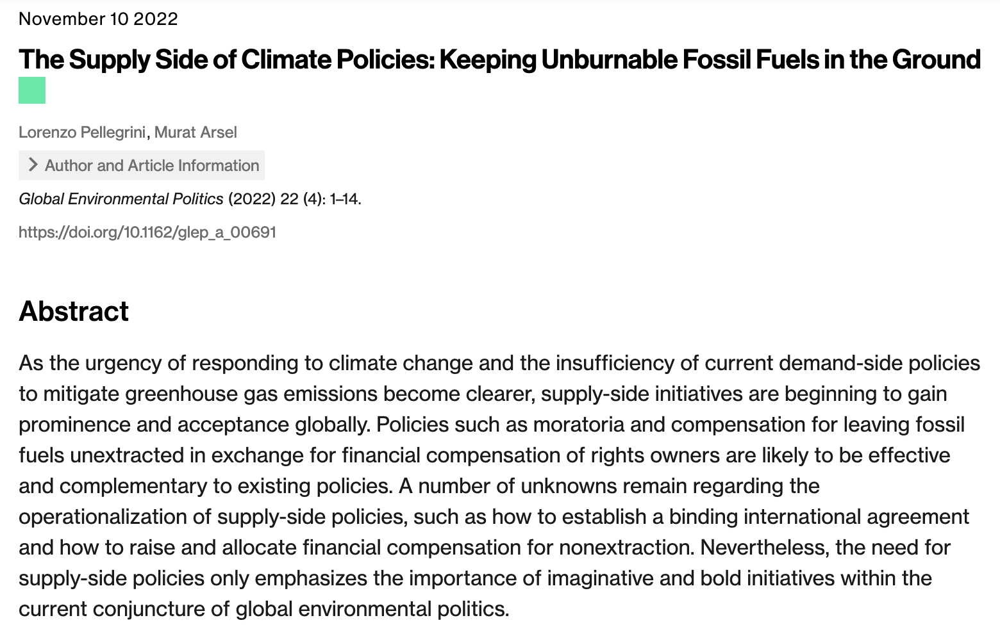 November 10 2022
The Supply Side of Climate Policies: Keeping Unburnable Fossil Fuels in the Ground
Lorenzo Pellegrini, Murat Arsel
Author and Article Information
Global Environmental Politics (2022) 22 (4): 1–14.
https://doi.org/10.1162/glep_a_00691
Abstract
As the urgency of responding to climate change and the insufficiency of current demand-side policies
to mitigate greenhouse gas emissions become clearer, supply-side initiatives are beginning to gain
prominence and acceptance globally. Policies such as moratoria and compensation for leaving fossil
fuels unextracted in exchange for financial compensation of rights owners are likely to be effective
and complementary to existing policies. A number of unknowns remain regarding the
operationalization of supply-side policies, such as how to establish a binding international agreement
and how to raise and allocate financial compensation for nonextraction. Nevertheless, the need for
supply-side policies only emphasizes the importance of imaginative and bold initiatives within the
current conjuncture of global environmental politics.